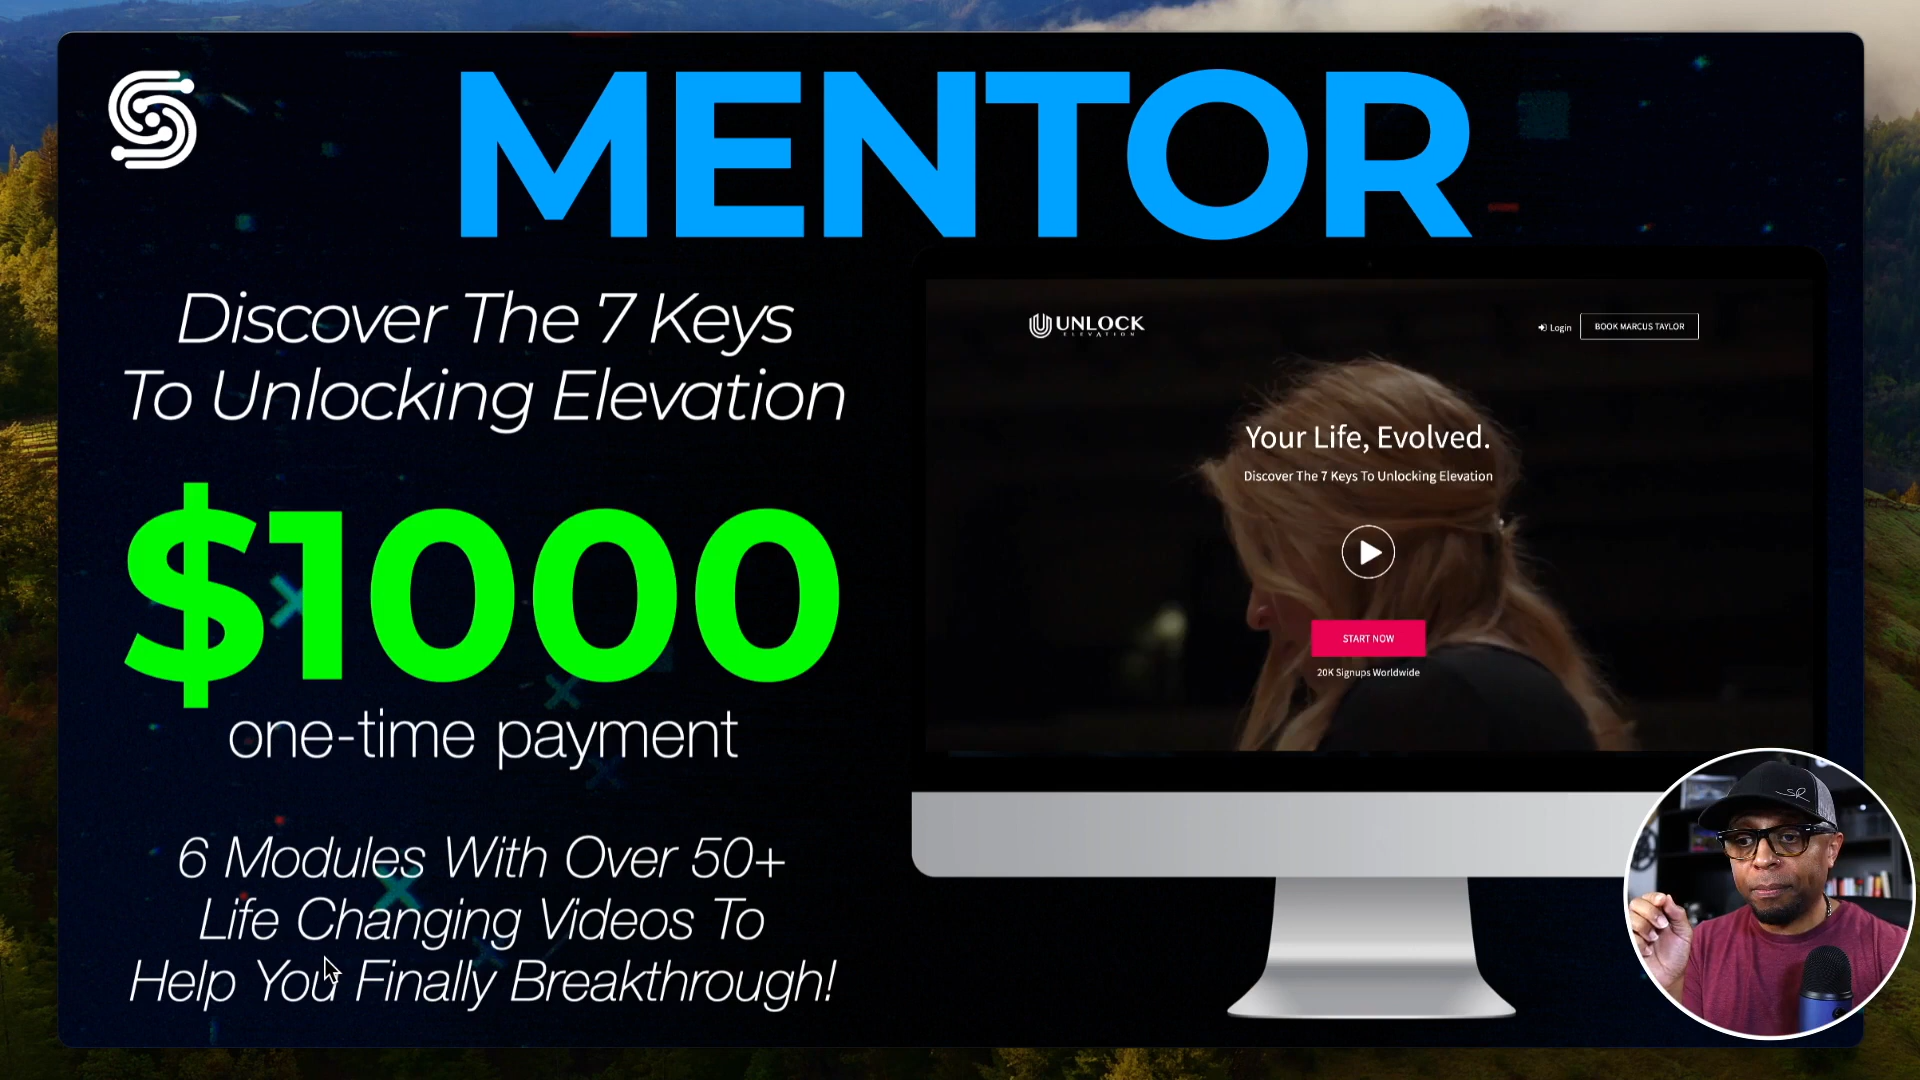 MENTOR
Discover The 7 Keys
To Unlocking Elevation
$1000
one-time payment
6 Modules With Over 50+
Life Changing Videos To
Help You Finally Breakthrough!
UNLOCK
ELEVATION
Login
BOOK MARCUS TAYLOR
Your Life, Evolved.
Discover The 7 Keys To Unlocking Elevation
START NOW
20K Signups Worldwide
SR